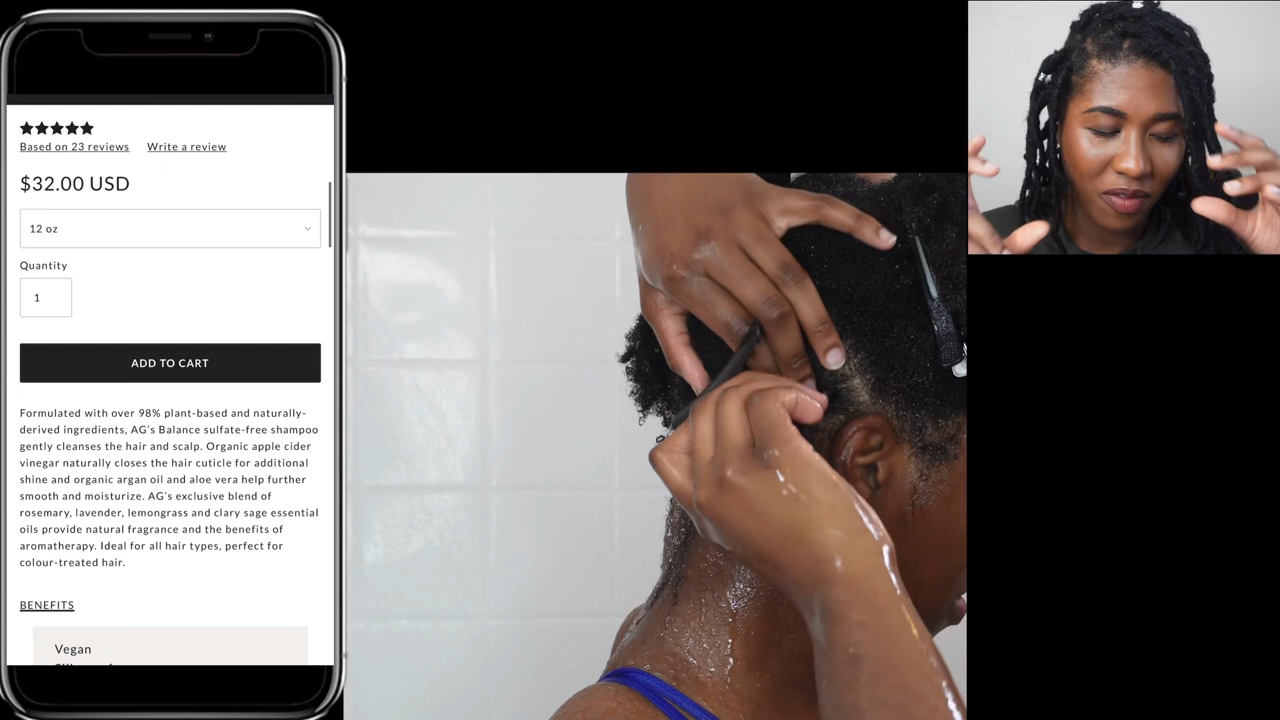 Based on 23 reviews Write a review
$32.00 USD
12 oz
Quantity
1
ADD TO CART
Formulated with over 98% plant-based and naturally-
derived ingredients, AG's Balance sulfate-free shampoo
gently cleanses the hair and scalp. Organic apple cider
vinegar naturally closes the hair cuticle for additional
shine and organic argan oil and aloe vera help further
smooth and moisturize. AG's exclusive blend of
rosemary, lavender, lemongrass and clary sage essential
oils provide natural fragrance and the benefits of
aromatherapy. Ideal for all hair types, perfect for
colour-treated hair.
BENEFITS
Vegan